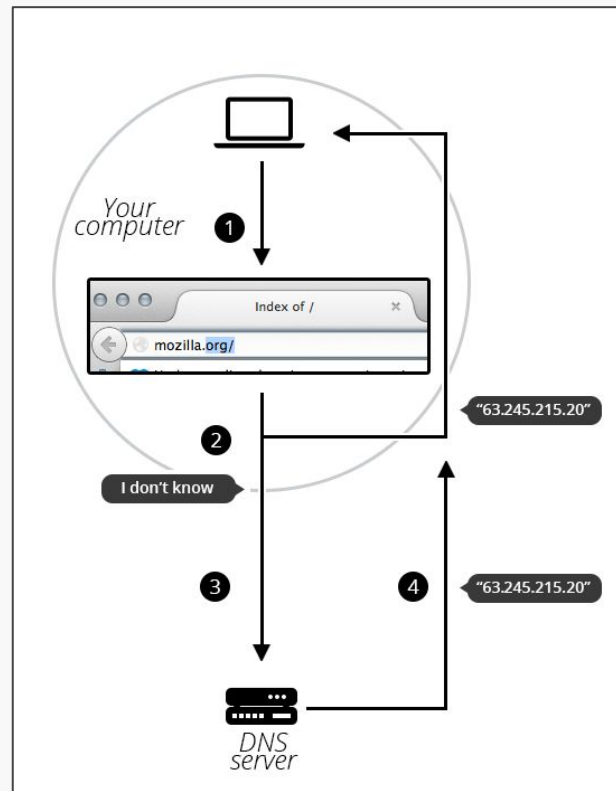 Your
computer
1
Index of /
mozilla.org/
"63.245.215.20"
2
I don't know
3
4
"63.245.215.20"
DNS
server